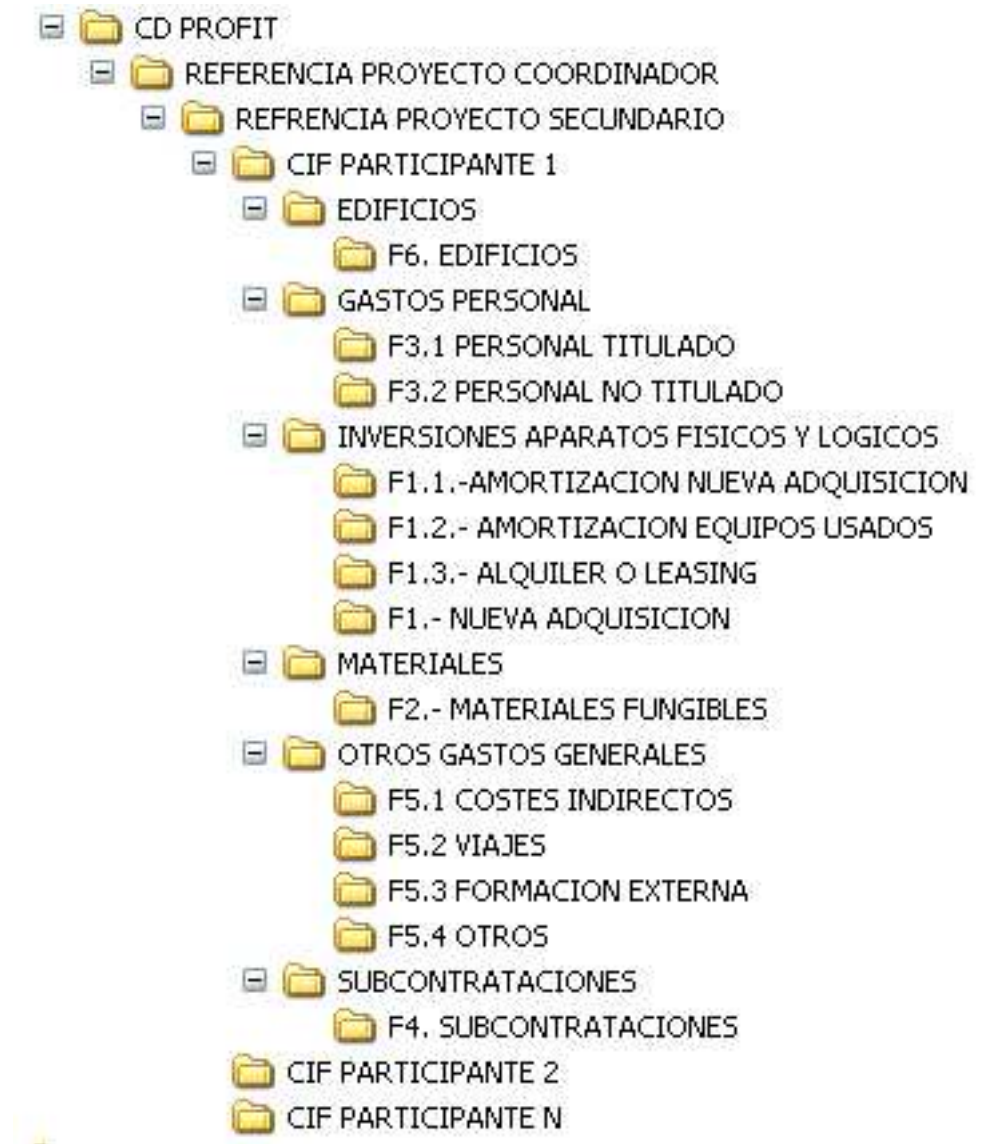 CD PROFIT
REFERENCIA PROYECTO COORDINADOR
REFRENCIA PROYECTO SECUNDARIO
CIF PARTICIPANTE 1
EDIFICIOS
F6. EDIFICIOS
GASTOS PERSONAL
F3.1 PERSONAL TITULADO
F3.2 PERSONAL NO TITULADO
INVERSIONES APARATOS FISICOS Y LOGICOS
F1.1.-AMORTIZACION NUEVA ADQUISICION
F1.2.- AMORTIZACION EQUIPOS USADOS
F1.3.- ALQUILER O LEASING
F1.- NUEVA ADQUISICION
MATERIALES
F2.- MATERIALES FUNGIBLES
OTROS GASTOS GENERALES
F5.1 COSTES INDIRECTOS
F5.2 VIAJES
F5.3 FORMACION EXTERNA
F5.4 OTROS
SUBCONTRATACIONES
F4. SUBCONTRATACIONES
CIF PARTICIPANTE 2
CIF PARTICIPANTE N